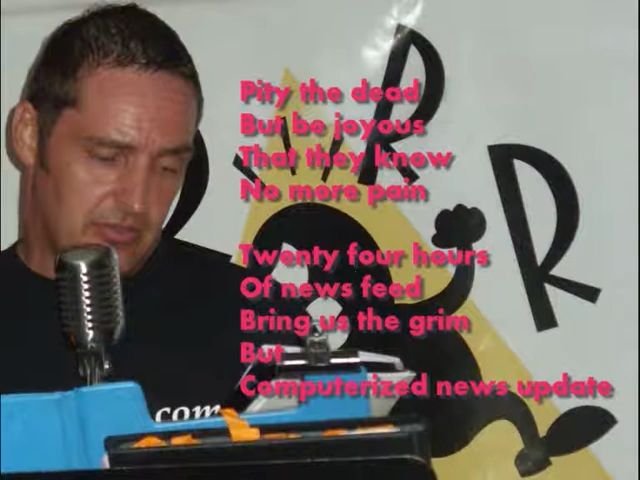 Pity the dead
But be joyous
That they know
No more pain
Twenty four hours
Of news feed
Bring us the grim
But
Computerized news update
.com
R
R